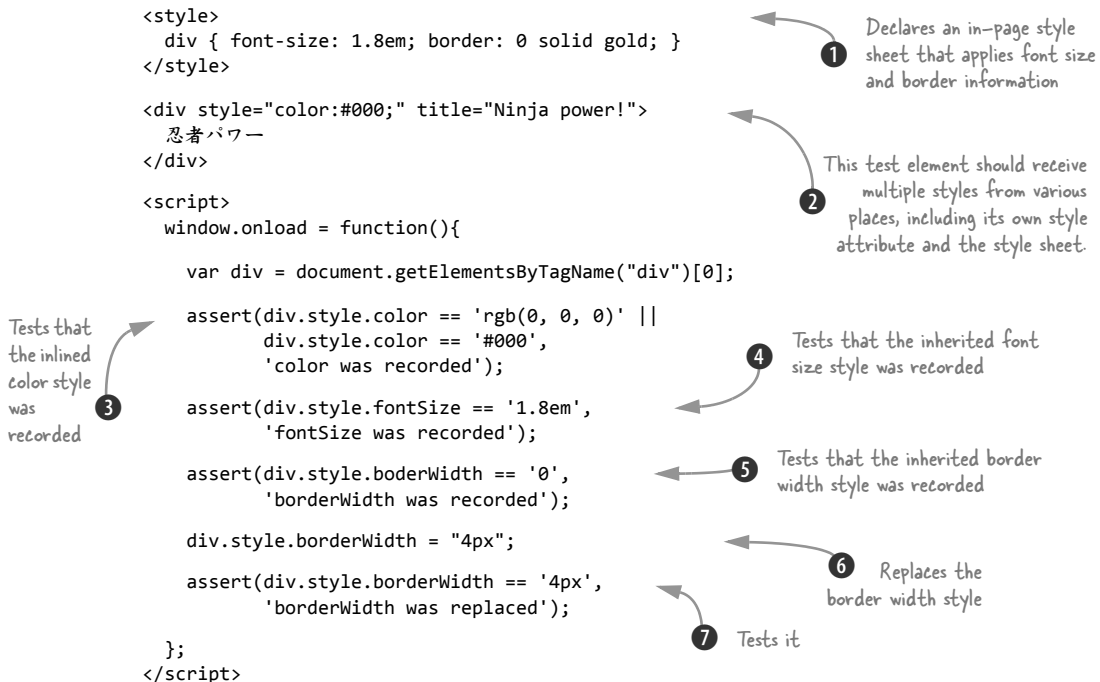 <style>
div { font-size: 1.8em; border: 0 solid gold; }
</style>
1 Declares an in-page style
sheet that applies font size
and border information
<div style="color:#000;" title="Ninja power!">
忍者パワー
</div>
2 This test element should receive
multiple styles from various
places, including its own style
attribute and the style sheet.
<script>
window.onload = function(){
var div = document.getElementsByTagName("div")[0];
assert(div.style.color == 'rgb(0, 0, 0)' ||
div.style.color == '#000',
'color was recorded');
Tests that
the inlined
color style
was
recorded 3
assert(div.style.fontSize == '1.8em',
'fontSize was recorded');
4 Tests that the inherited font
size style was recorded
assert(div.style.boderWidth == '0',
'borderWidth was recorded');
5 Tests that the inherited border
width style was recorded
div.style.borderWidth = "4px";
6 Replaces the
border width style
assert(div.style.borderWidth == '4px',
'borderWidth was replaced');
7 Tests it
};
</script>